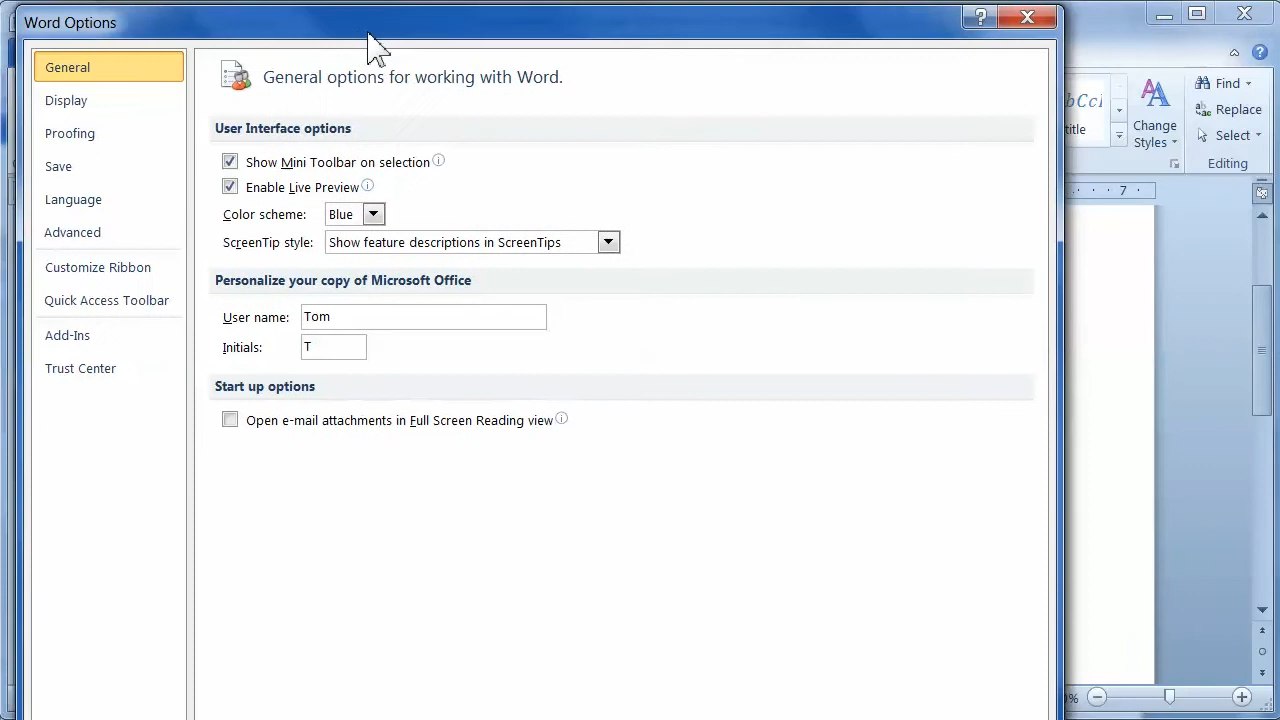 Word Options
General
Display
Proofing
Save
Language
Advanced
Customize Ribbon
Quick Access Toolbar
Add-Ins
Trust Center
General options for working with Word.
User Interface options
Show Mini Toolbar on selection
Enable Live Preview
Color scheme: Blue
ScreenTip style: Show feature descriptions in ScreenTips
Personalize your copy of Microsoft Office
User name: Tom
Initials: T
Start up options
Open e-mail attachments in Full Screen Reading view
Change
Styles
Find
Replace
Select
Editing
7